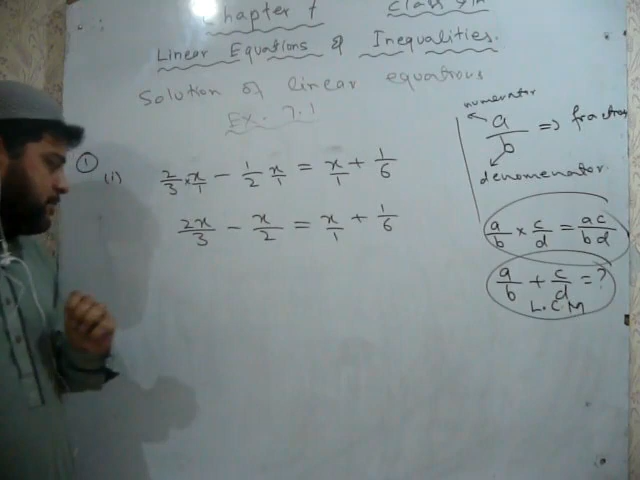 Chapter 7 Class 9th
Linear Equations & Inequalities.
Solution of linear equations
Ex. 7.1
① (i) 2/3 × x/1 - 1/2 x/1 = x/1 + 1/6
2x/3 - x/2 = x/1 + 1/6
numerator
a/b => fraction
denomenator
a/b × c/d = ac/bd
a/b + c/d = ?
L.C.M